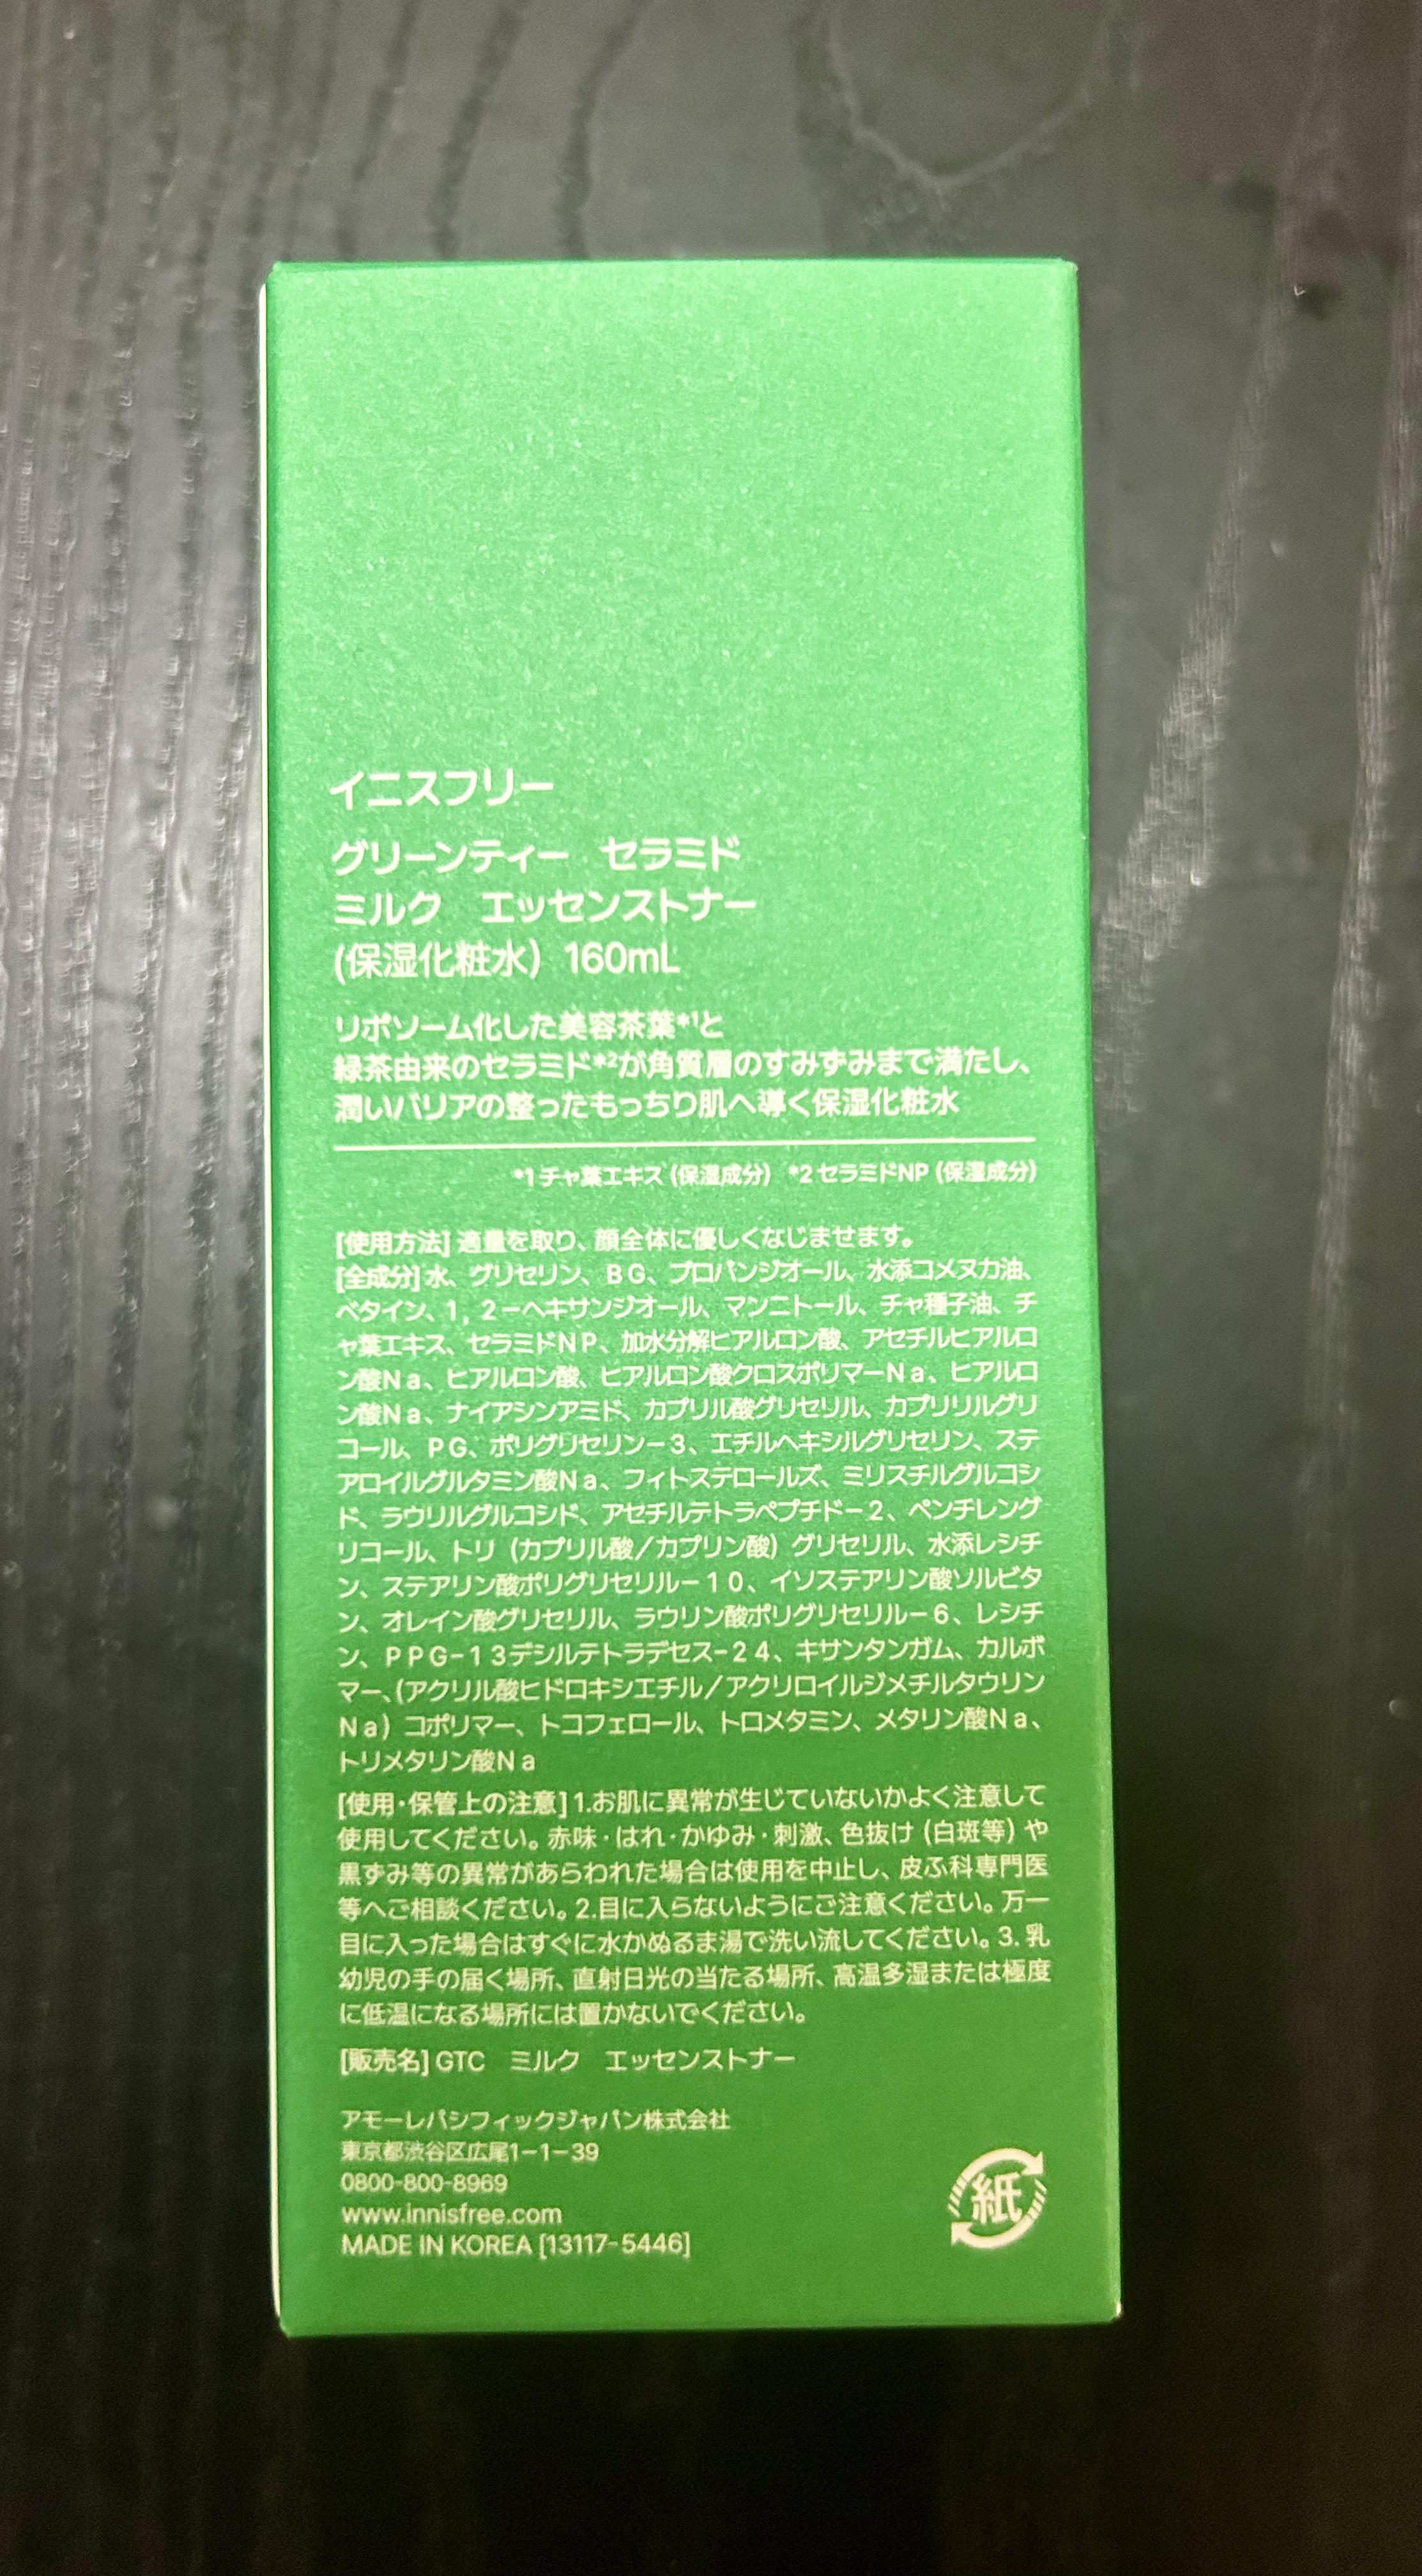 イニスフリー
グリーンティー　セラミド
ミルク　エッセンストナー
(保湿化粧水）160mL
リポソーム化した美容茶葉*1と
緑茶由来のセラミド*2が角質層のすみずみまで満たし、
潤いバリアの整ったもっちり肌へ導く保湿化粧水
*1 チャ葉エキス（保湿成分） *2 セラミドNP（保湿成分）
[使用方法] 適量を取り、顔全体に優しくなじませます。
[全成分] 水、グリセリン、ＢＧ、プロパンジオール、水添コメヌカ油、
ベタイン、１，２－ヘキサンジオール、マンニトール、チャ種子油、チ
ャ葉エキス、セラミドＮＰ、加水分解ヒアルロン酸、アセチルヒアルロ
ン酸Ｎａ、ヒアルロン酸、ヒアルロン酸クロスポリマーＮａ、ヒアルロ
ン酸Ｎａ、ナイアシンアミド、カプリル酸グリセリル、カプリリルグリ
コール、ＰＧ、ポリグリセリン－３、エチルヘキシルグリセリン、ステ
アロイルグルタミン酸Ｎａ、フィトステロールズ、ミリスチルグルコシ
ド、ラウリルグルコシド、アセチルテトラペプチド－２、ペンチレング
リコール、トリ（カプリル酸／カプリン酸）グリセリル、水添レシチ
ン、ステアリン酸ポリグリセリル－１０、イソステアリン酸ソルビタ
ン、オレイン酸グリセリル、ラウリン酸ポリグリセリル－６、レシチ
ン、ＰＰＧ－１３デシルテトラデセス－２４、キサンタンガム、カルボ
マー、（アクリル酸ヒドロキシエチル／アクリロイルジメチルタウリン
Ｎａ）コポリマー、トコフェロール、トロメタミン、メタリン酸Ｎａ、
トリメタリン酸Ｎａ
[使用・保管上の注意] 1.お肌に異常が生じていないかよく注意して
使用してください。赤味・はれ・かゆみ・刺激、色抜け（白斑等）や
黒ずみ等の異常があらわれた場合は使用を中止し、皮ふ科専門医
等へご相談ください。2.目に入らないようにご注意ください。万一
目に入った場合はすぐに水かぬるま湯で洗い流してください。3. 乳
幼児の手の届く場所、直射日光の当たる場所、高温多湿または極度
に低温になる場所には置かないでください。
[販売名] GTC　ミルク　エッセンストナー
アモーレパシフィックジャパン株式会社
東京都渋谷区広尾1－1－39
0800-800-8969
www.innisfree.com
MADE IN KOREA [13117-5446]
紙